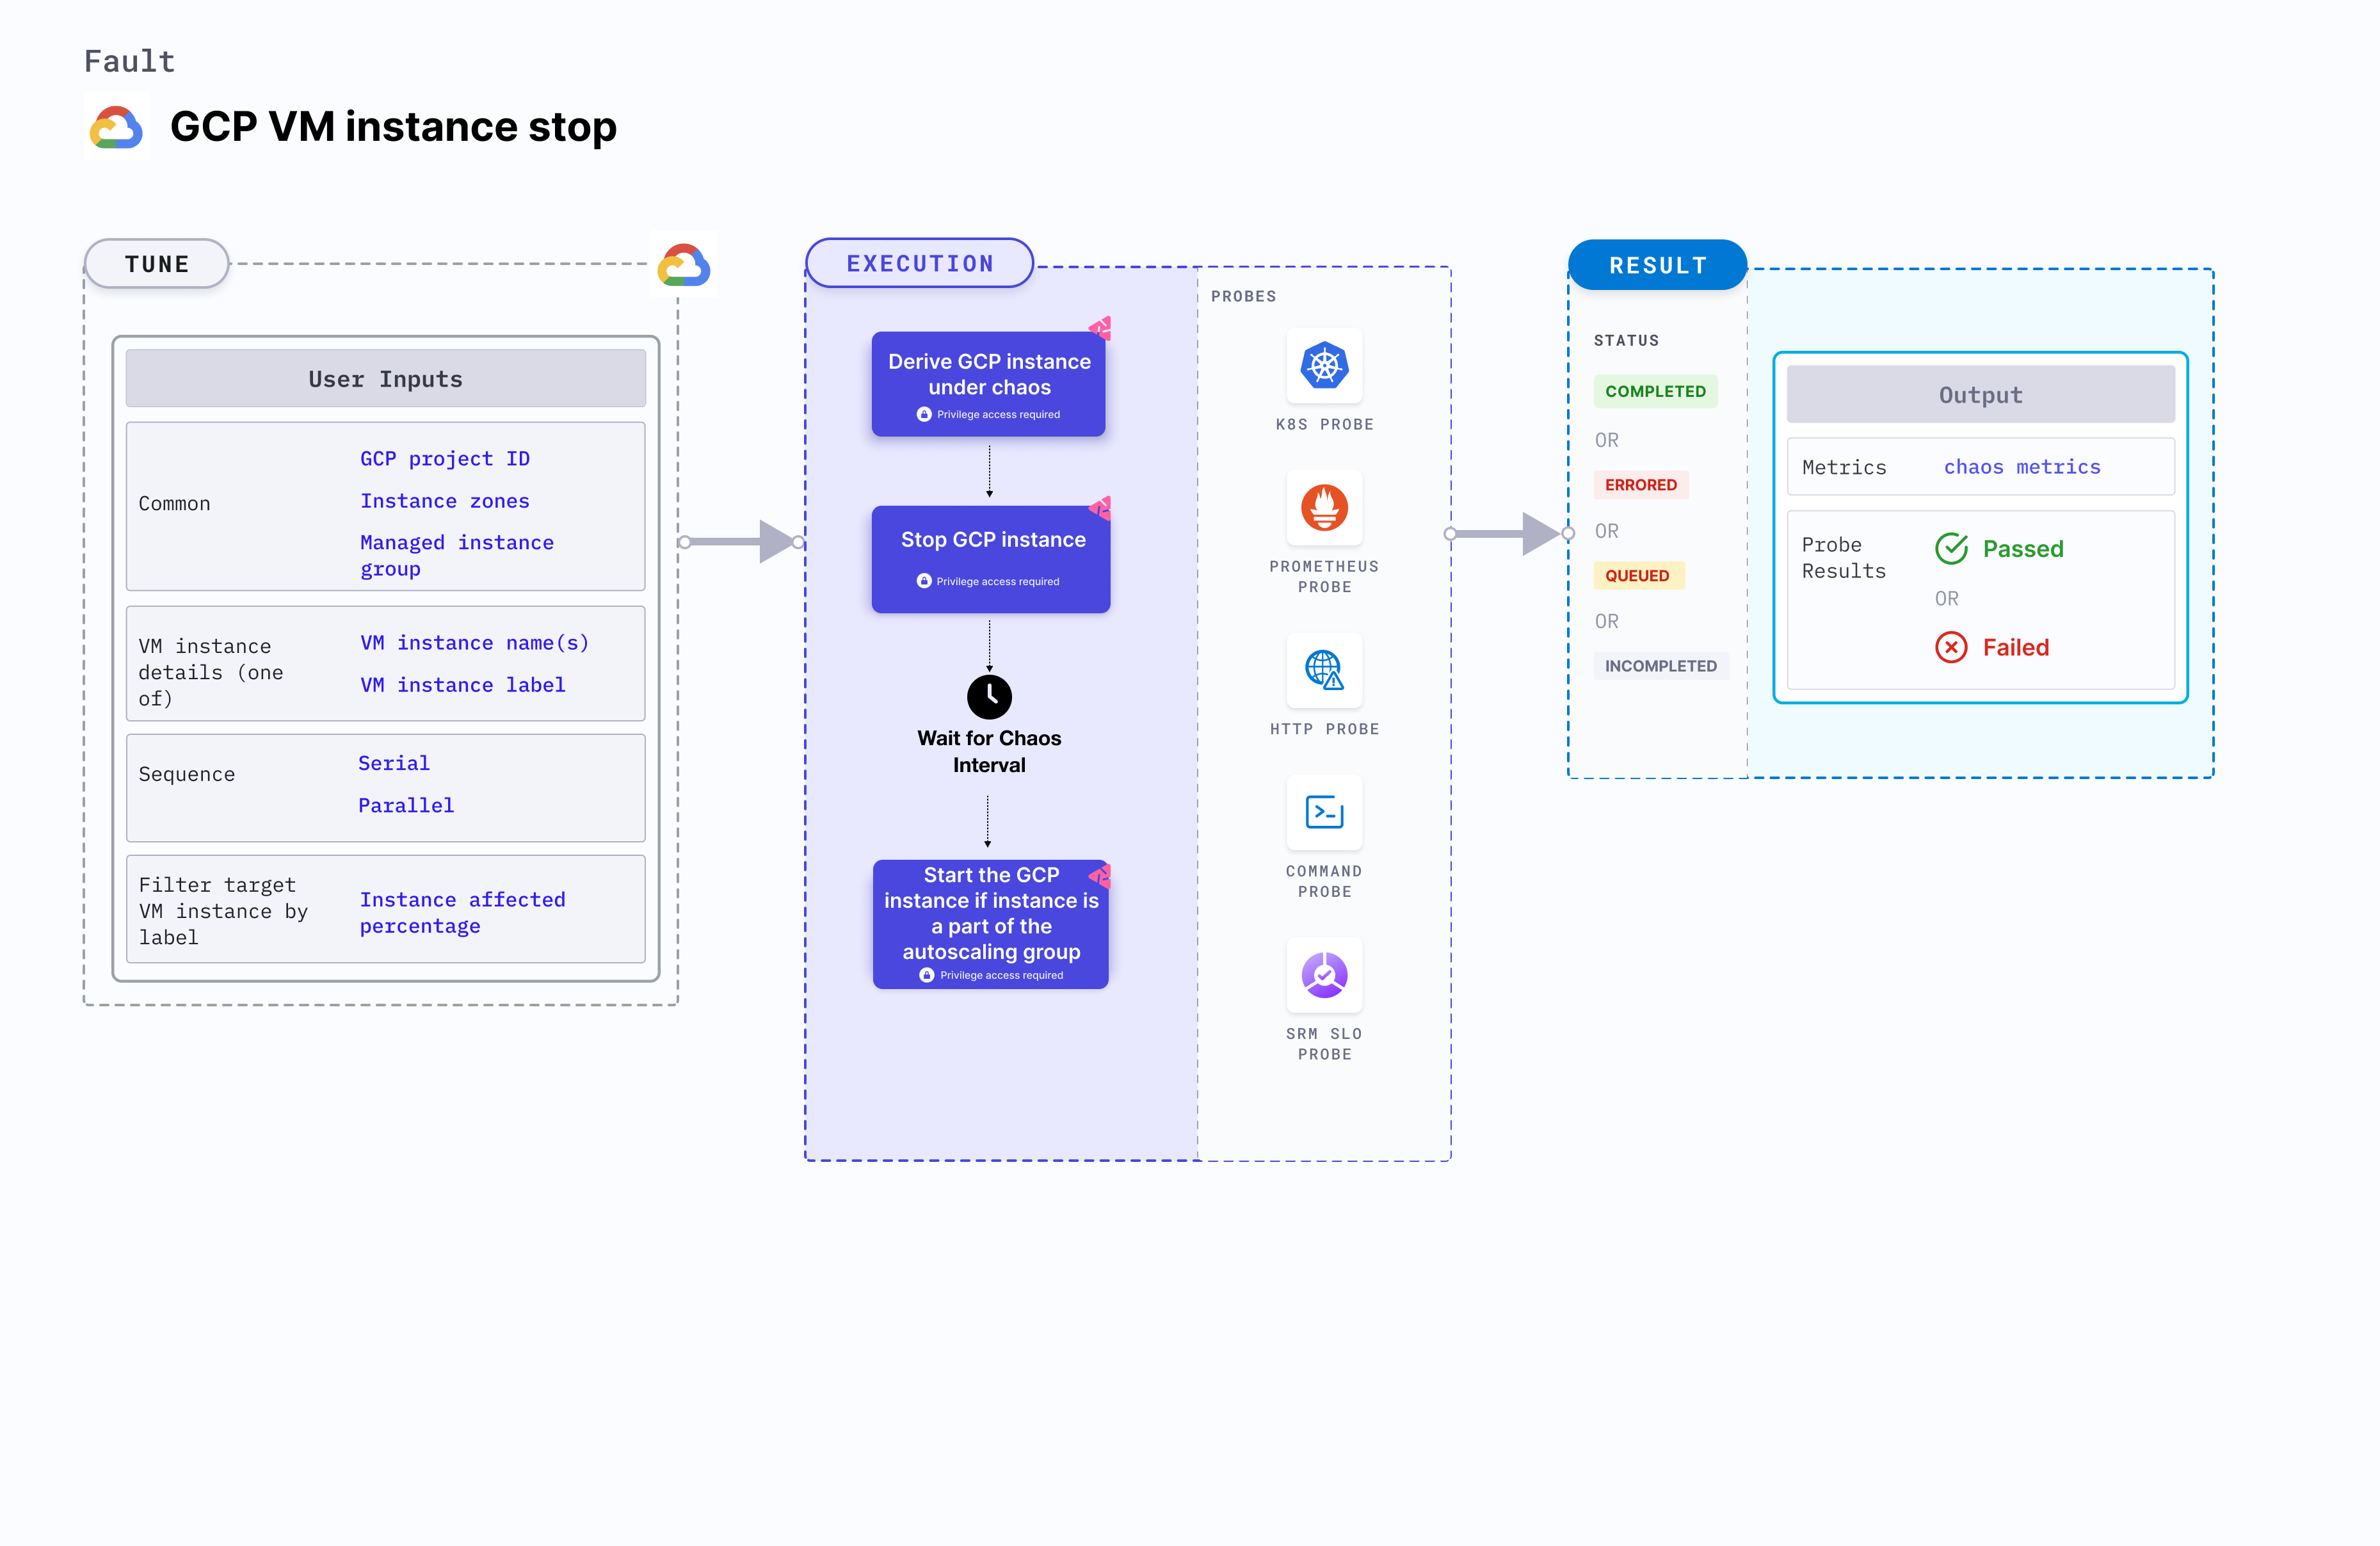 Fault
GCP VM instance stop
TUNE
User Inputs
Common
GCP project ID
Instance zones
Managed instance
group
VM instance
details (one
of)
VM instance name(s)
VM instance label
Sequence
Serial
Parallel
Filter target
VM instance by
label
Instance affected
percentage
EXECUTION
Derive GCP instance
under chaos
Privilege access required
Stop GCP instance
Privilege access required
Wait for Chaos
Interval
Start the GCP
instance if instance is
a part of the
autoscaling group
Privilege access required
PROBES
K8S PROBE
PROMETHEUS
PROBE
HTTP PROBE
COMMAND
PROBE
SRM SLO
PROBE
RESULT
STATUS
COMPLETED
OR
ERRORED
OR
QUEUED
OR
INCOMPLETED
Output
Metrics
chaos metrics
Probe
Results
Passed
OR
Failed